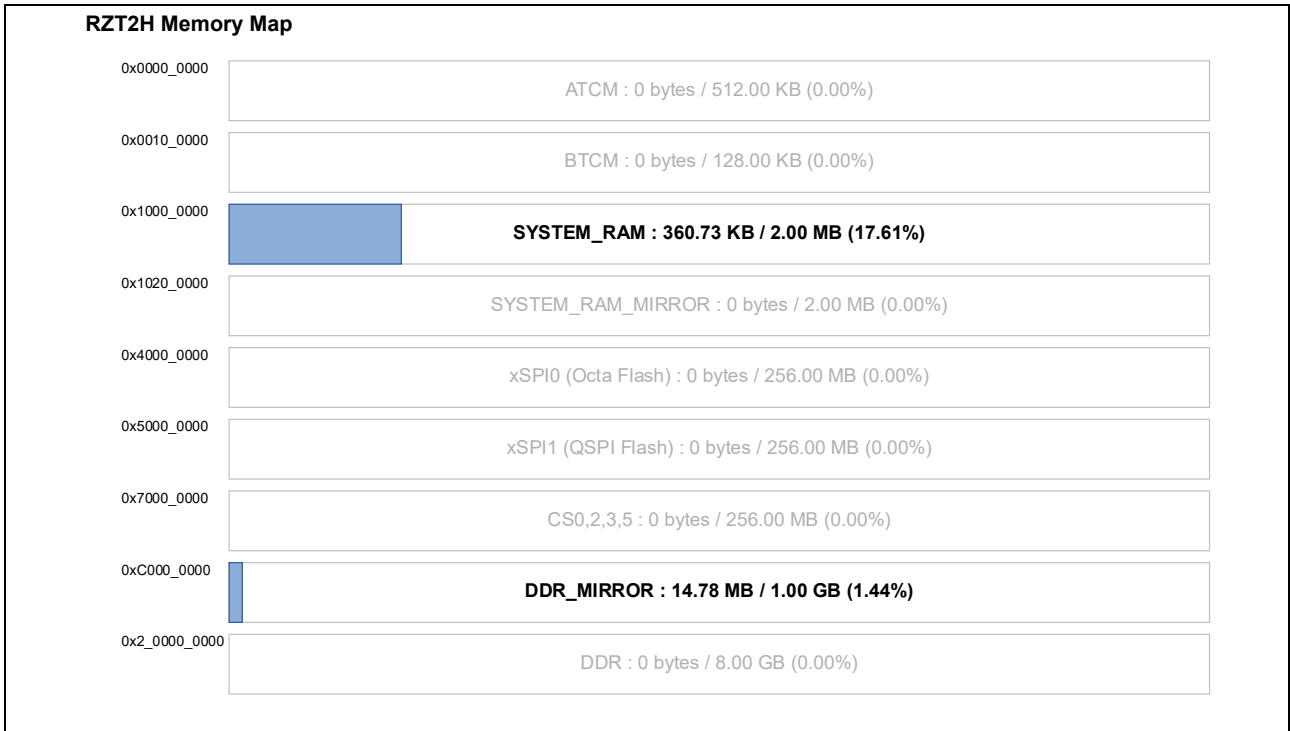 RZT2H Memory Map
0x0000_0000
ATCM : 0 bytes / 512.00 KB (0.00%)
0x0010_0000
BTCM : 0 bytes / 128.00 KB (0.00%)
0x1000_0000
SYSTEM_RAM : 360.73 KB / 2.00 MB (17.61%)
0x1020_0000
SYSTEM_RAM_MIRROR : 0 bytes / 2.00 MB (0.00%)
0x4000_0000
xSPI0 (Octa Flash) : 0 bytes / 256.00 MB (0.00%)
0x5000_0000
xSPI1 (QSPI Flash) : 0 bytes / 256.00 MB (0.00%)
0x7000_0000
CS0,2,3,5 : 0 bytes / 256.00 MB (0.00%)
0xC000_0000
DDR_MIRROR : 14.78 MB / 1.00 GB (1.44%)
0x2_0000_0000
DDR : 0 bytes / 8.00 GB (0.00%)